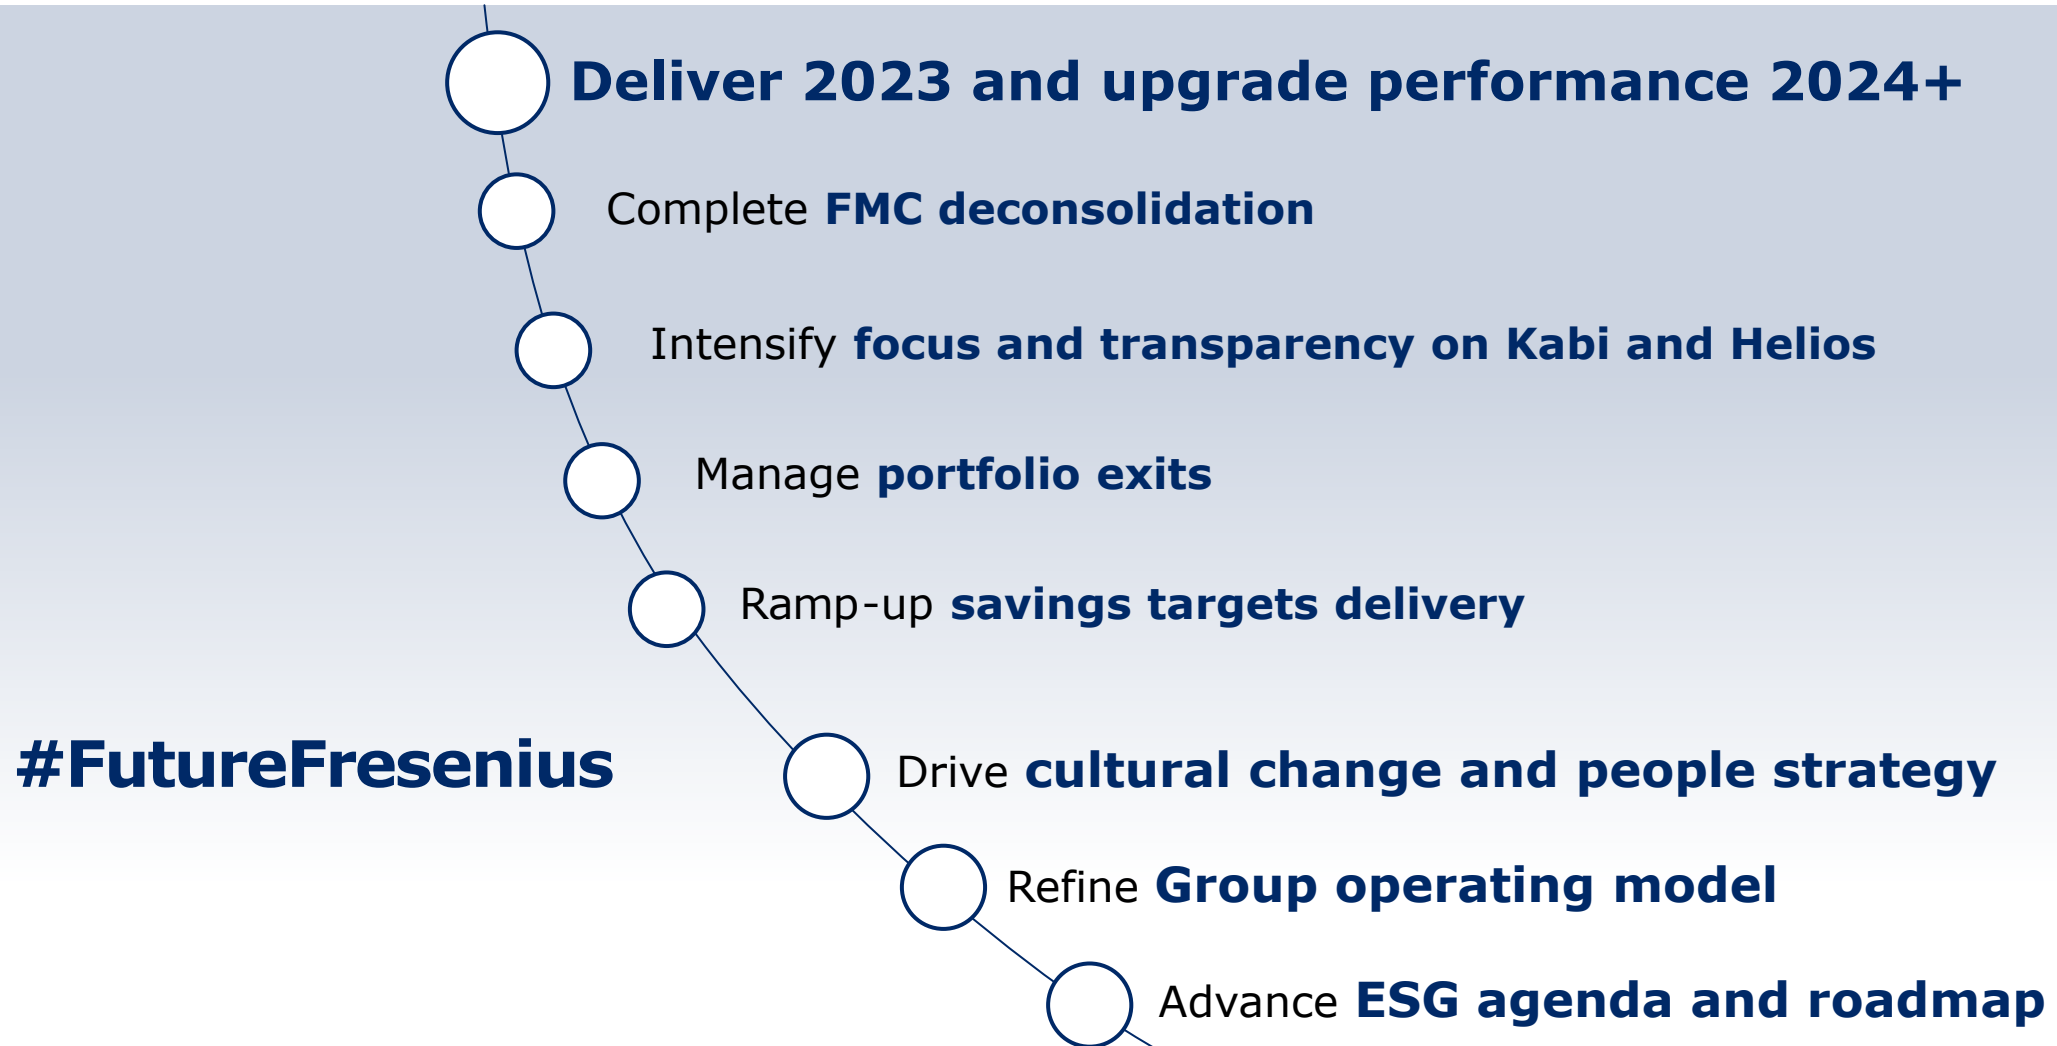 Deliver 2023 and upgrade performance 2024+
Complete FMC deconsolidation
Intensify focus and transparency on Kabi and Helios
Manage portfolio exits
Ramp-up savings targets delivery
#FutureFresenius
Drive cultural change and people strategy
Refine Group operating model
Advance ESG agenda and roadmap